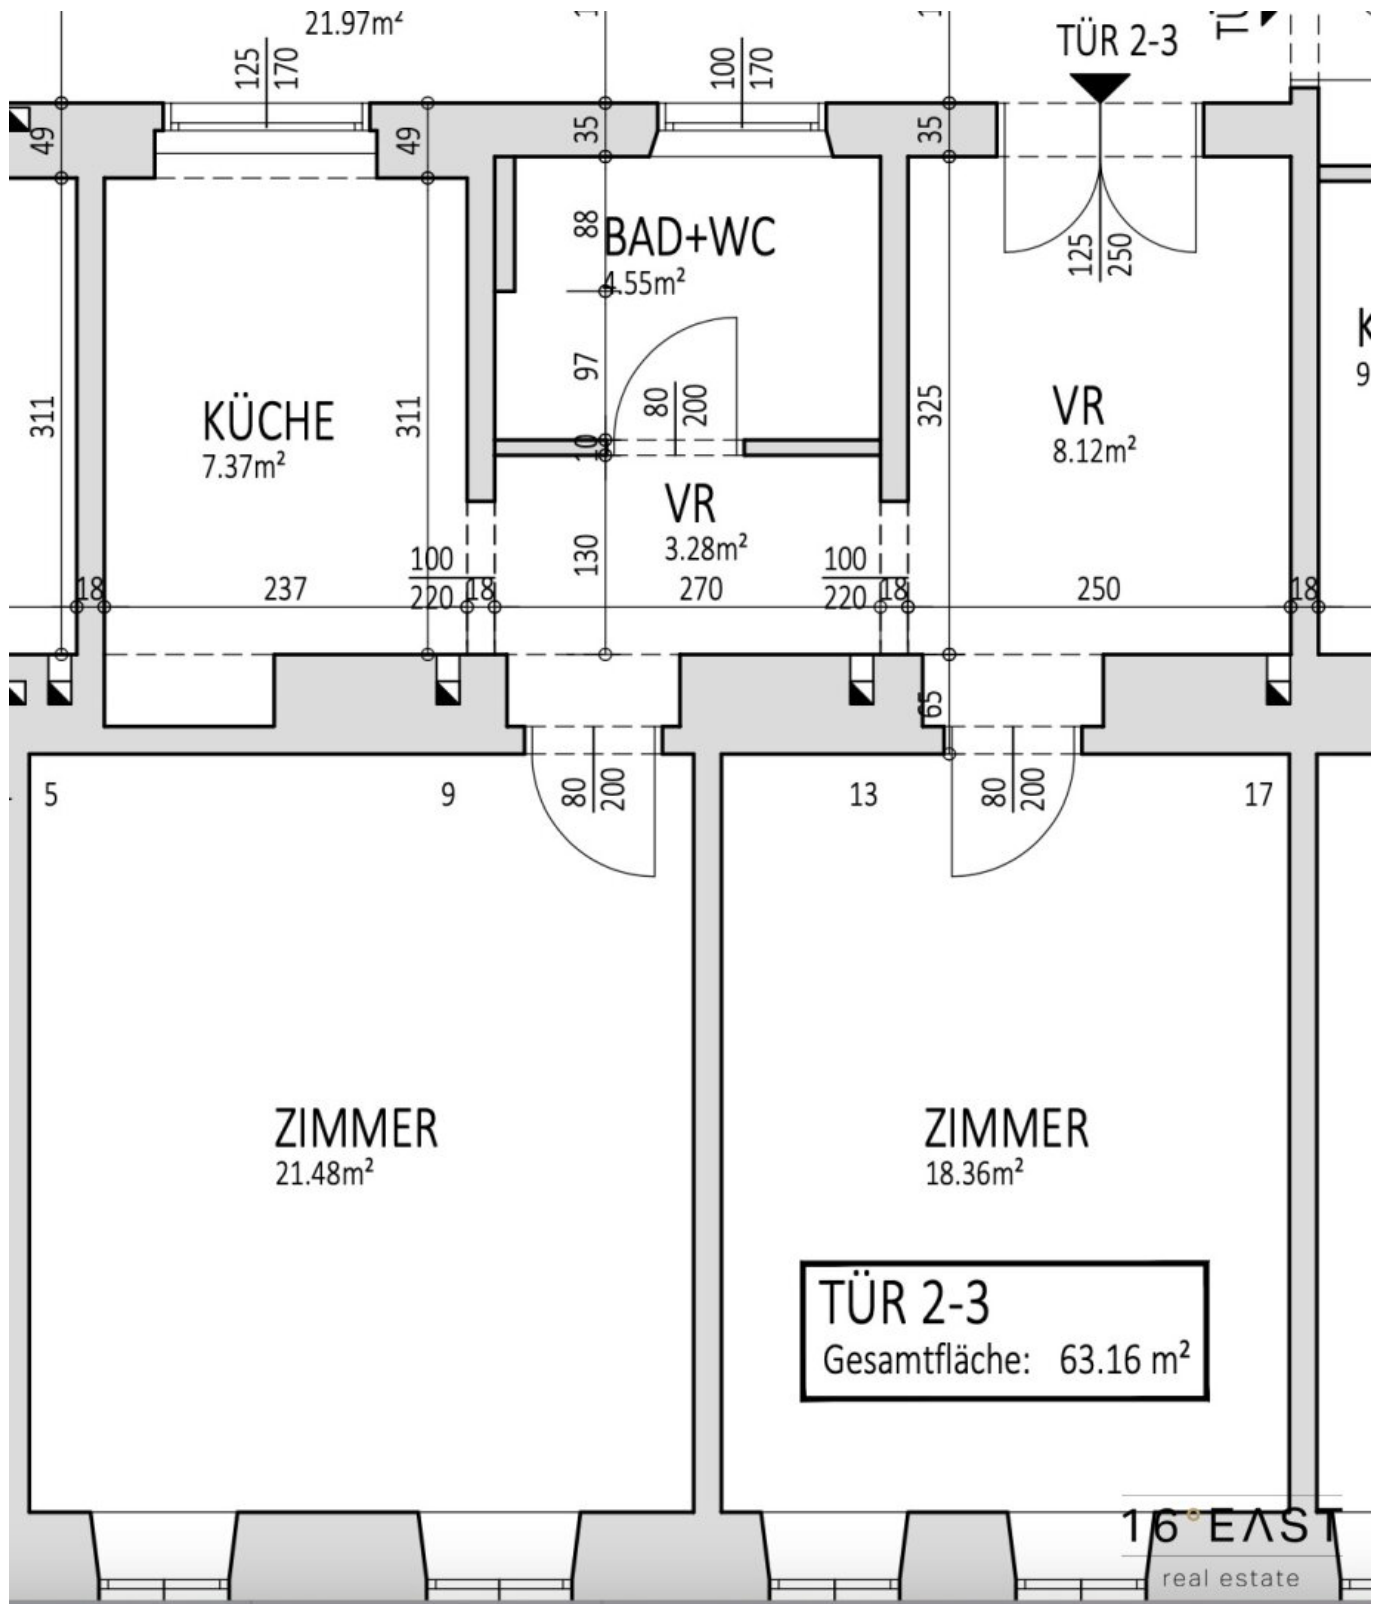 21.97m²
TÜR 2-3
125
170
100
170
49
49
35
35
125
250
88
BAD+WC
4.55m²
97
80
200
311
311
325
KÜCHE
7.37m²
VR
8.12m²
10
VR
3.28m²
130
100
220
100
220
18
237
18
270
18
250
18
65
5
9
80
200
13
80
200
17
ZIMMER
21.48m²
ZIMMER
18.36m²
TÜR 2-3
Gesamtfläche: 63.16 m²
16°EAST
real estate